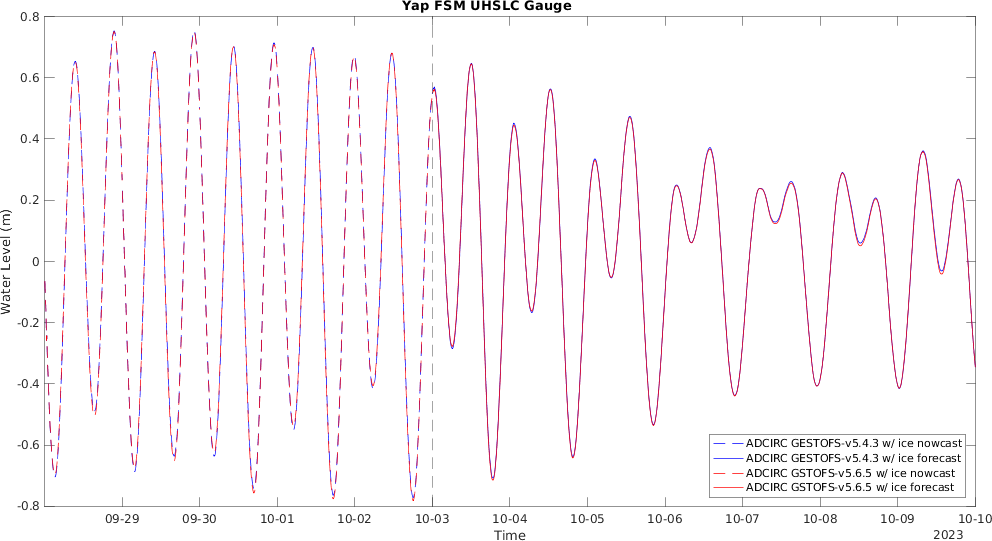 Yap FSM UHSLC Gauge
Water Level (m)
0.8
0.6
0.4
0.2
0
-0.2
-0.4
-0.6
-0.8
ADCIRC GESTOFS-v5.4.3 w/ ice nowcast
ADCIRC GESTOFS-v5.4.3 w/ ice forecast
ADCIRC GSTOFS-v5.6.5 w/ ice nowcast
ADCIRC GSTOFS-v5.6.5 w/ ice forecast
09-29 09-30 10-01 10-02 10-03 10-04 10-05 10-06 10-07 10-08 10-09 10-10
Time
2023